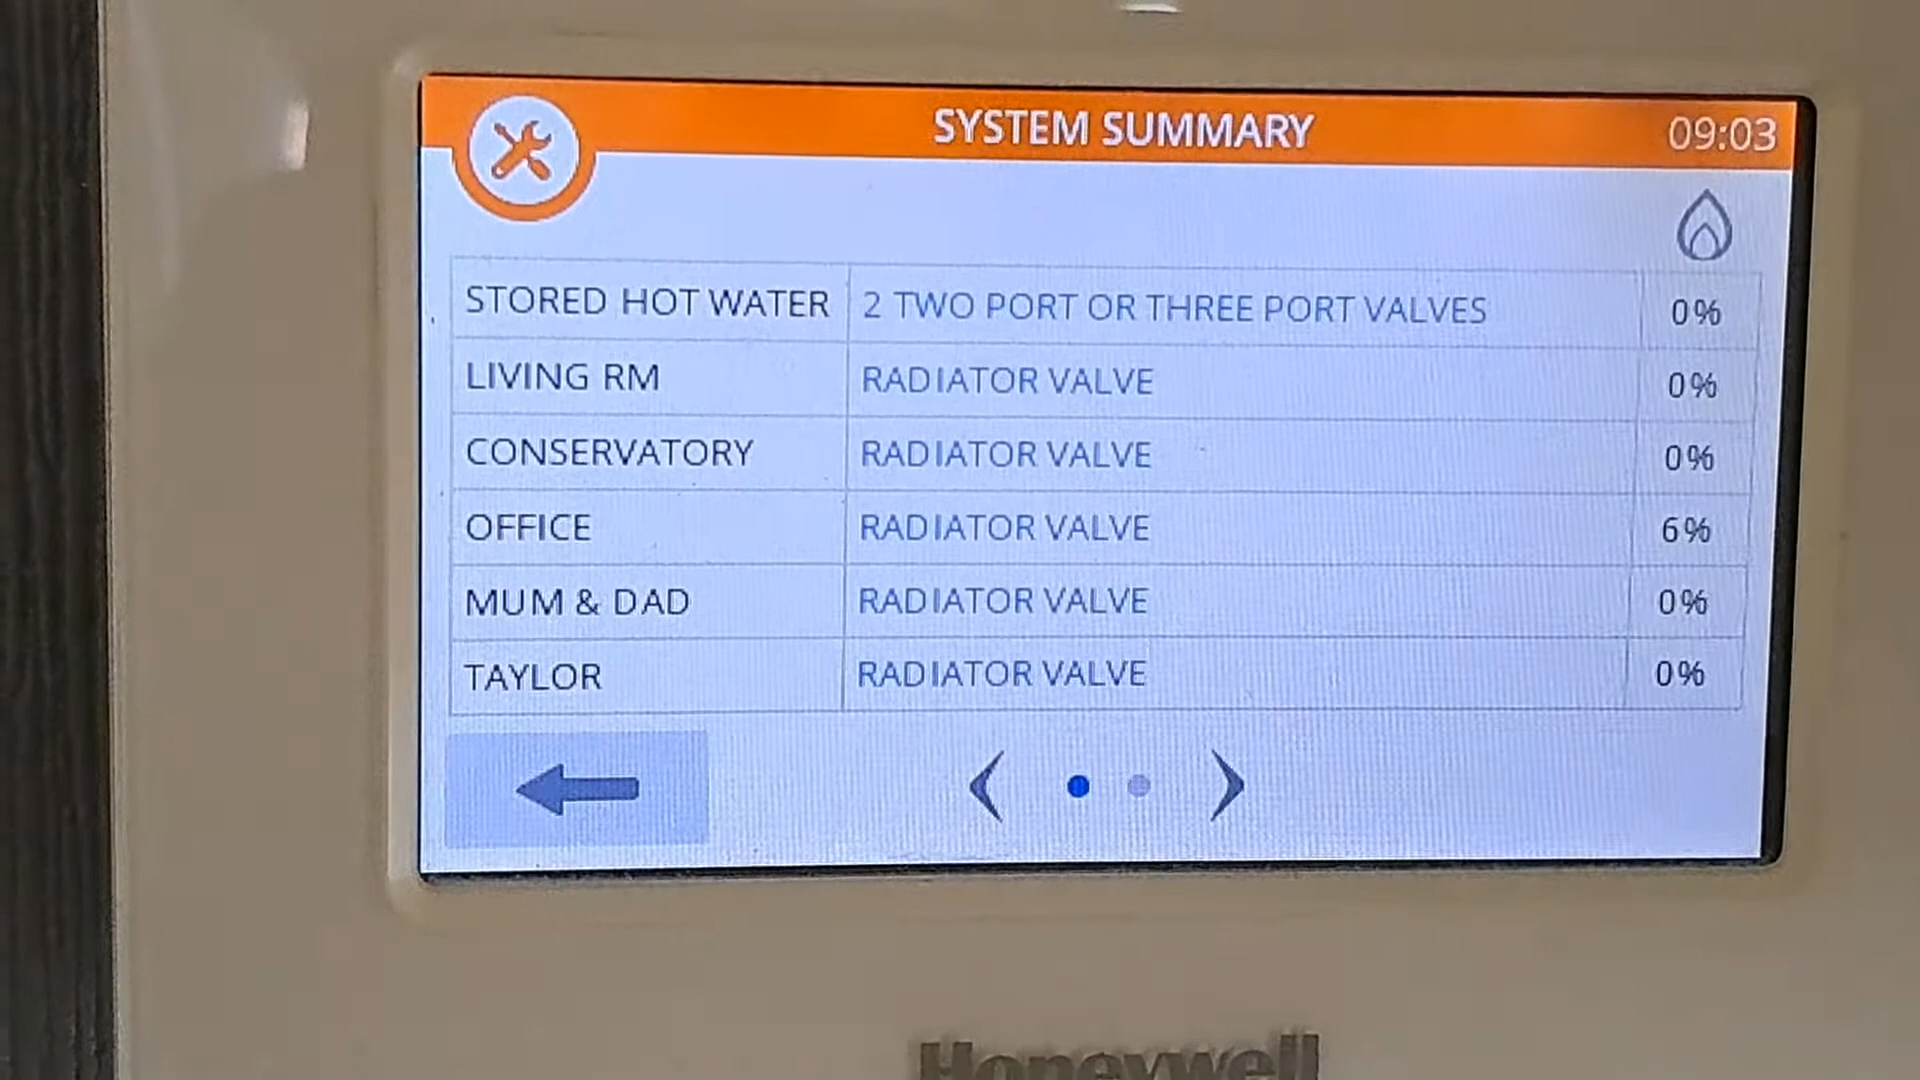 SYSTEM SUMMARY 09:03
STORED HOT WATER 2 TWO PORT OR THREE PORT VALVES 0%
LIVING RM RADIATOR VALVE 0%
CONSERVATORY RADIATOR VALVE 0%
OFFICE RADIATOR VALVE 6%
MUM & DAD RADIATOR VALVE 0%
TAYLOR RADIATOR VALVE 0%
Honeywell